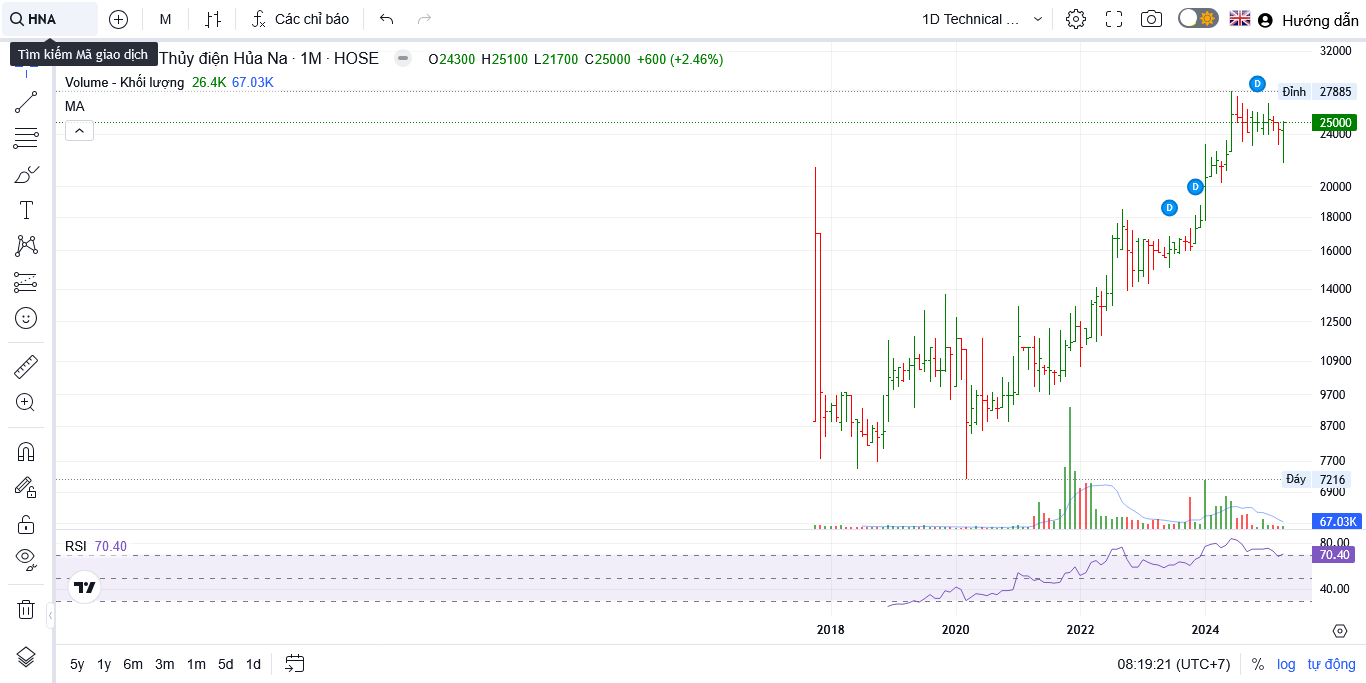 HNA M Các chỉ báo 1D Technical ... Hướng dẫn
Tìm kiếm Mã giao dịch
Thủy điện Hủa Na · 1M · HOSE O24300 H25100 L21700 C25000 +600 (+2.46%)
Volume - Khối lượng 26.4K 67.03K
MA
32000
D
Đỉnh 27885
25000
24000
D
20000
D
18000
16000
14000
12500
10900
9700
8700
7700
Đáy 7216
6900
67.03K
RSI 70.40
80.00
70.40
40.00
2018 2020 2022 2024
5y 1y 6m 3m 1m 5d 1d 08:19:21 (UTC+7) % log tự động